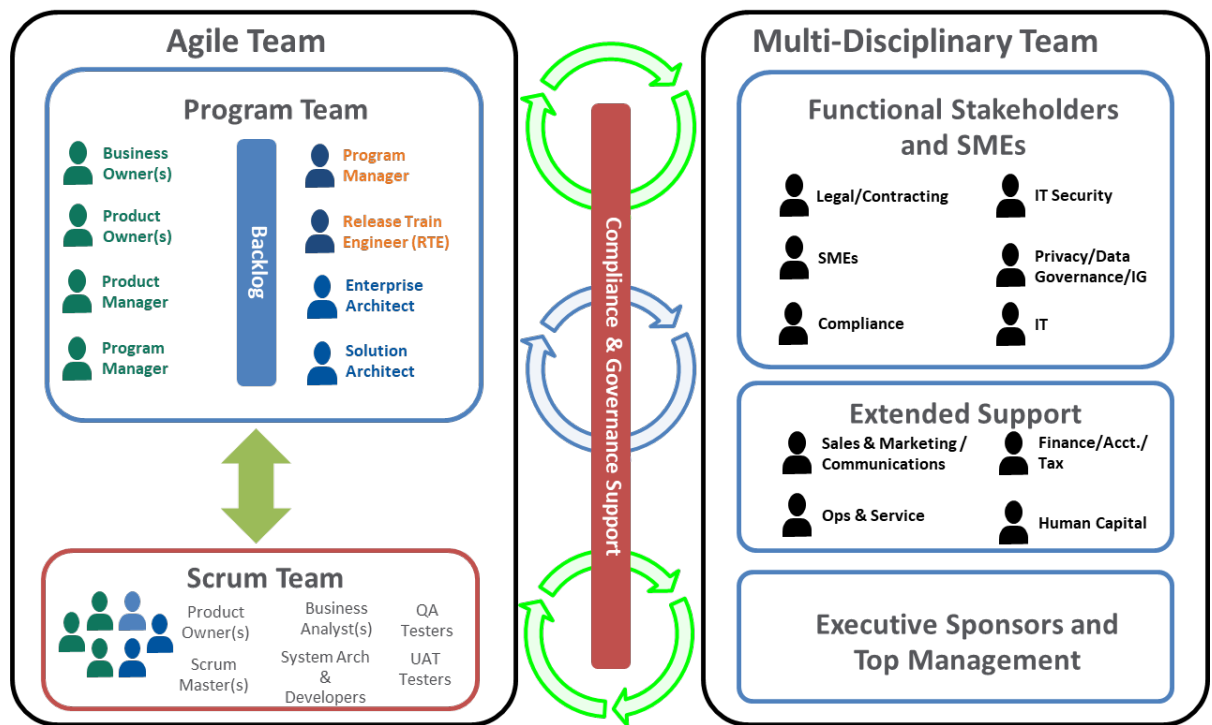 Agile Team
Program Team
Business
Owner(s)
Product
Owner(s)
Product
Manager
Program
Manager
Backlog
Program
Manager
Release Train
Engineer (RTE)
Enterprise
Architect
Solution
Architect
Scrum Team
Product
Owner(s)
Scrum
Master(s)
Business
Analyst(s)
System Arch
&
Developers
QA
Testers
UAT
Testers
Compliance & Governance Support
Multi-Disciplinary Team
Functional Stakeholders
and SMEs
Legal/Contracting
SMEs
Compliance
IT Security
Privacy/Data
Governance/IG
IT
Extended Support
Sales & Marketing /
Communications
Ops & Service
Finance/Acct./
Tax
Human Capital
Executive Sponsors and
Top Management